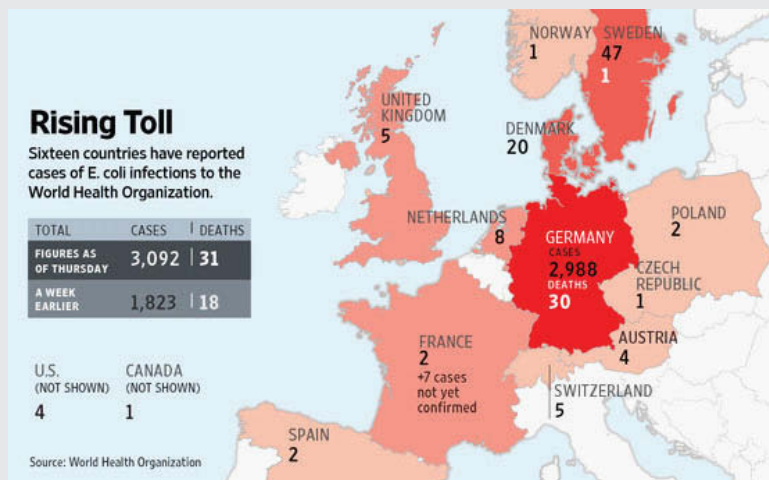 Rising Toll
Sixteen countries have reported
cases of E. coli infections to the
World Health Organization.
TOTAL CASES DEATHS
FIGURES AS
OF THURSDAY 3,092 31
A WEEK
EARLIER 1,823 18
U.S.
(NOT SHOWN)
4
CANADA
(NOT SHOWN)
1
Source: World Health Organization
NORWAY
1
SWEDEN
47
1
UNITED
KINGDOM
5
DENMARK
20
NETHERLANDS
8
GERMANY
CASES
2,988
DEATHS
30
POLAND
2
CZECH
REPUBLIC
1
AUSTRIA
4
FRANCE
2
+7 cases
not yet
confirmed
SWITZERLAND
5
SPAIN
2